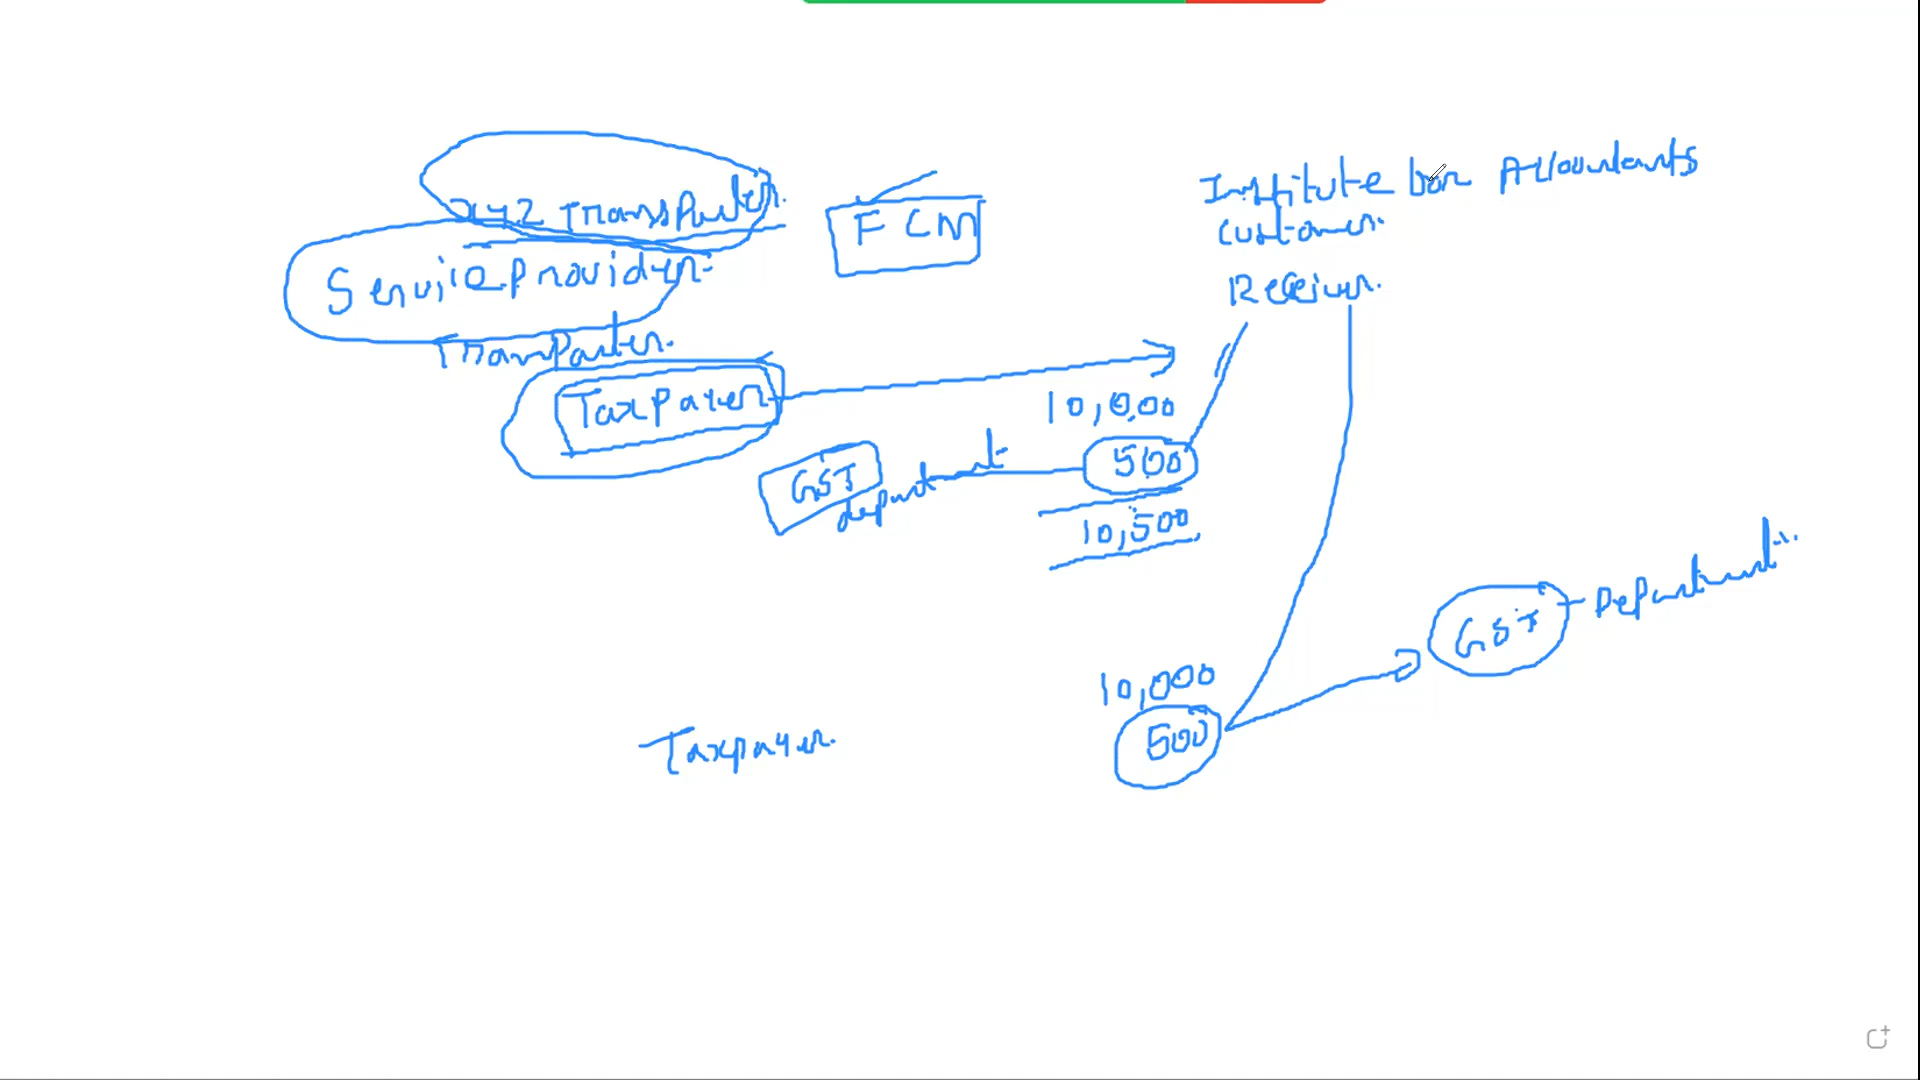 XYZ Transporter.
FCM
Institute for Accountants
Customer.
Service Provider.
Receiver.
Transporter.
Taxpayer
10,000
GST department
500
10,500
GST - Department.
10,000
500
Taxpayer.